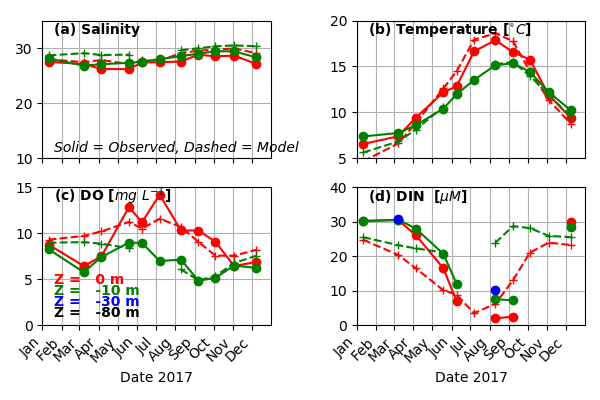 (a) Salinity
30
20
10
Solid = Observed, Dashed = Model
(b) Temperature [°C]
20
15
10
5
(c) DO [mg L⁻¹]
15
10
5
0
Z = 0 m
Z = -10 m
Z = -30 m
Z = -80 m
Jan Feb Mar Apr May Jun Jul Aug Sep Oct Nov Dec
Date 2017
(d) DIN [μM]
40
30
20
10
0
Jan Feb Mar Apr May Jun Jul Aug Sep Oct Nov Dec
Date 2017